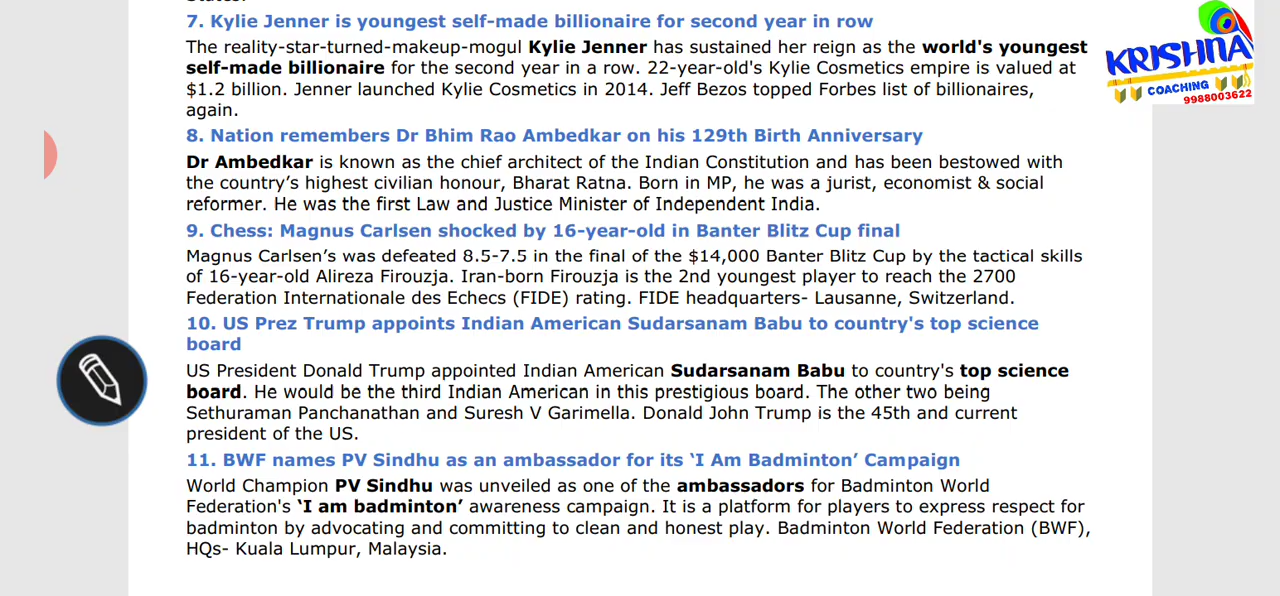 7. Kylie Jenner is youngest self-made billionaire for second year in row
The reality-star-turned-makeup-mogul Kylie Jenner has sustained her reign as the world's youngest
self-made billionaire for the second year in a row. 22-year-old's Kylie Cosmetics empire is valued at
$1.2 billion. Jenner launched Kylie Cosmetics in 2014. Jeff Bezos topped Forbes list of billionaires,
again.
8. Nation remembers Dr Bhim Rao Ambedkar on his 129th Birth Anniversary
Dr Ambedkar is known as the chief architect of the Indian Constitution and has been bestowed with
the country’s highest civilian honour, Bharat Ratna. Born in MP, he was a jurist, economist & social
reformer. He was the first Law and Justice Minister of Independent India.
9. Chess: Magnus Carlsen shocked by 16-year-old in Banter Blitz Cup final
Magnus Carlsen’s was defeated 8.5-7.5 in the final of the $14,000 Banter Blitz Cup by the tactical skills
of 16-year-old Alireza Firouzja. Iran-born Firouzja is the 2nd youngest player to reach the 2700
Federation Internationale des Echecs (FIDE) rating. FIDE headquarters- Lausanne, Switzerland.
10. US Prez Trump appoints Indian American Sudarsanam Babu to country's top science
board
US President Donald Trump appointed Indian American Sudarsanam Babu to country's top science
board. He would be the third Indian American in this prestigious board. The other two being
Sethuraman Panchanathan and Suresh V Garimella. Donald John Trump is the 45th and current
president of the US.
11. BWF names PV Sindhu as an ambassador for its ‘I Am Badminton’ Campaign
World Champion PV Sindhu was unveiled as one of the ambassadors for Badminton World
Federation's ‘I am badminton’ awareness campaign. It is a platform for players to express respect for
badminton by advocating and committing to clean and honest play. Badminton World Federation (BWF),
HQs- Kuala Lumpur, Malaysia.
KRISHNA
COACHING
9988003622